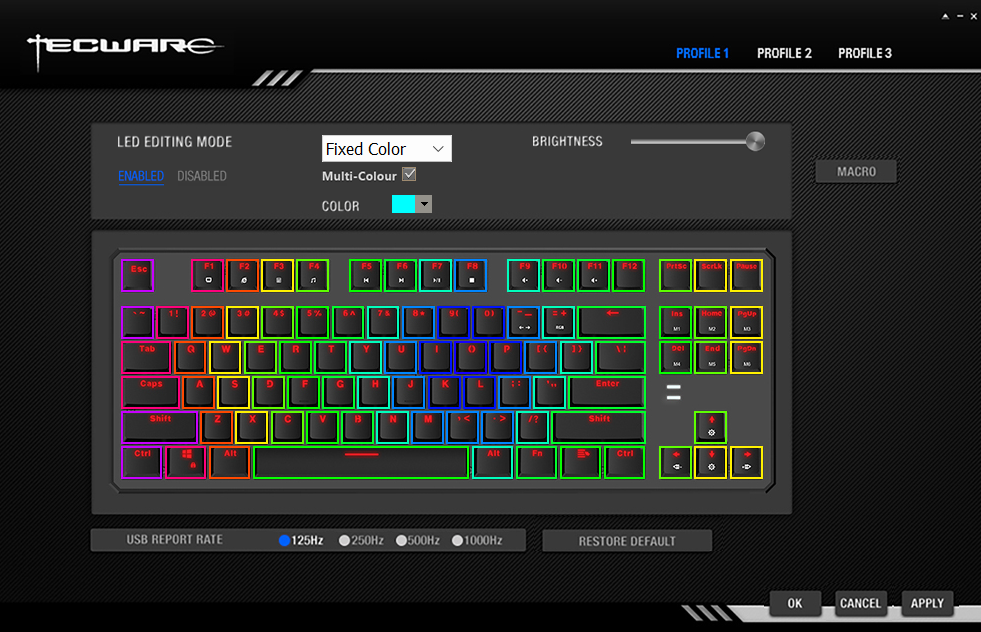 TECWARE
PROFILE 1 PROFILE 2 PROFILE 3
LED EDITING MODE
Fixed Color
BRIGHTNESS
ENABLED DISABLED
Multi-Colour
MACRO
COLOR
Esc F1 F2 F3 F4 F5 F6 F7 F8 F9 F10 F11 F12 PrtSc ScrLk Pause
1! 2@ 3# 4$ 5% 6^ 7& 8* 9( 0) Ins Home PgUp
M1 M2 M3
Tab Q W E R T Y U I O P [{ ]} \¦ Del End PgDn
M4 M5 M6
Caps A S D F G H J K L Enter
Shift Z X C V B N M Shift
Ctrl Alt Alt Fn Ctrl
USB REPORT RATE 125Hz 250Hz 500Hz 1000Hz RESTORE DEFAULT
OK CANCEL APPLY